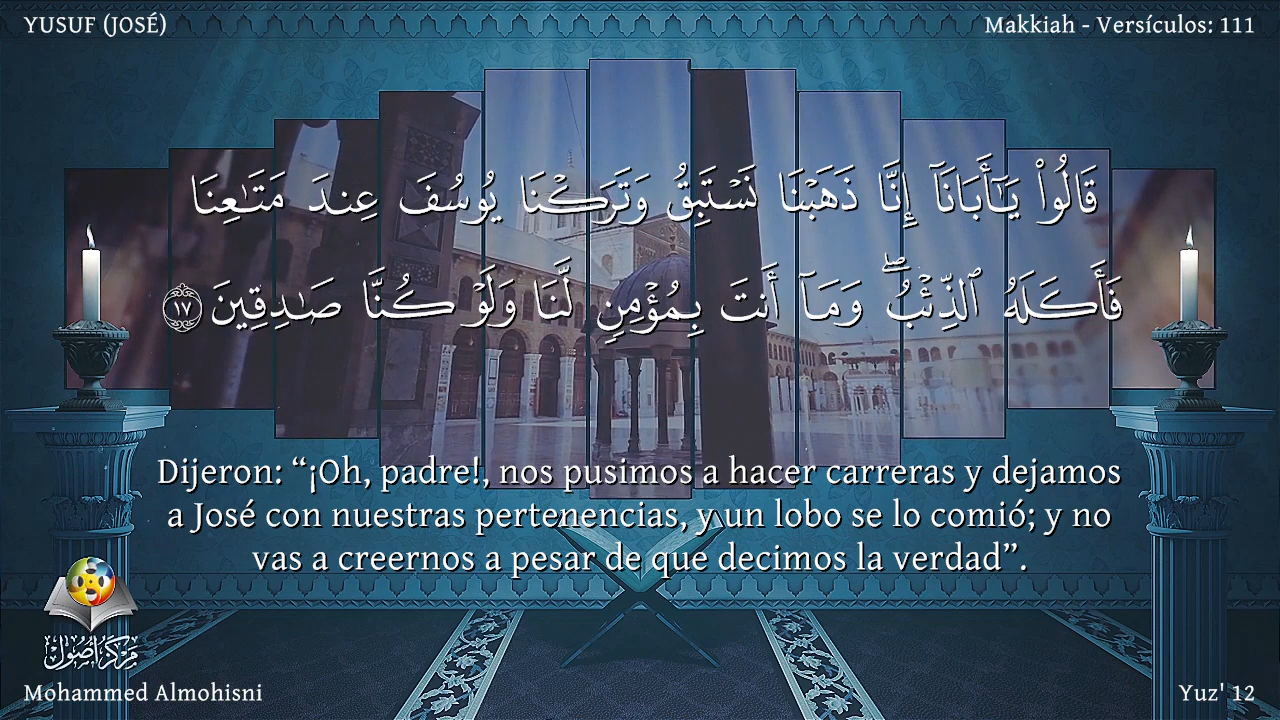 YUSUF (JOSÉ)
Makkiah - Versículos: 111
قَالُوا۟ يَـٰٓأَبَانَآ إِنَّا ذَهَبْنَا نَسْتَبِقُ وَتَرَكْنَا يُوسُفَ عِندَ مَتَـٰعِنَا
فَأَكَلَهُ ٱلذِّئْبُ ۖ وَمَآ أَنتَ بِمُؤْمِنٍ لَّنَا وَلَوْ كُنَّا صَـٰدِقِينَ ١٧
Dijeron: “¡Oh, padre!, nos pusimos a hacer carreras y dejamos
a José con nuestras pertenencias, y un lobo se lo comió; y no
vas a creernos a pesar de que decimos la verdad”.
مركز أصول
Mohammed Almohisni
Yuz' 12